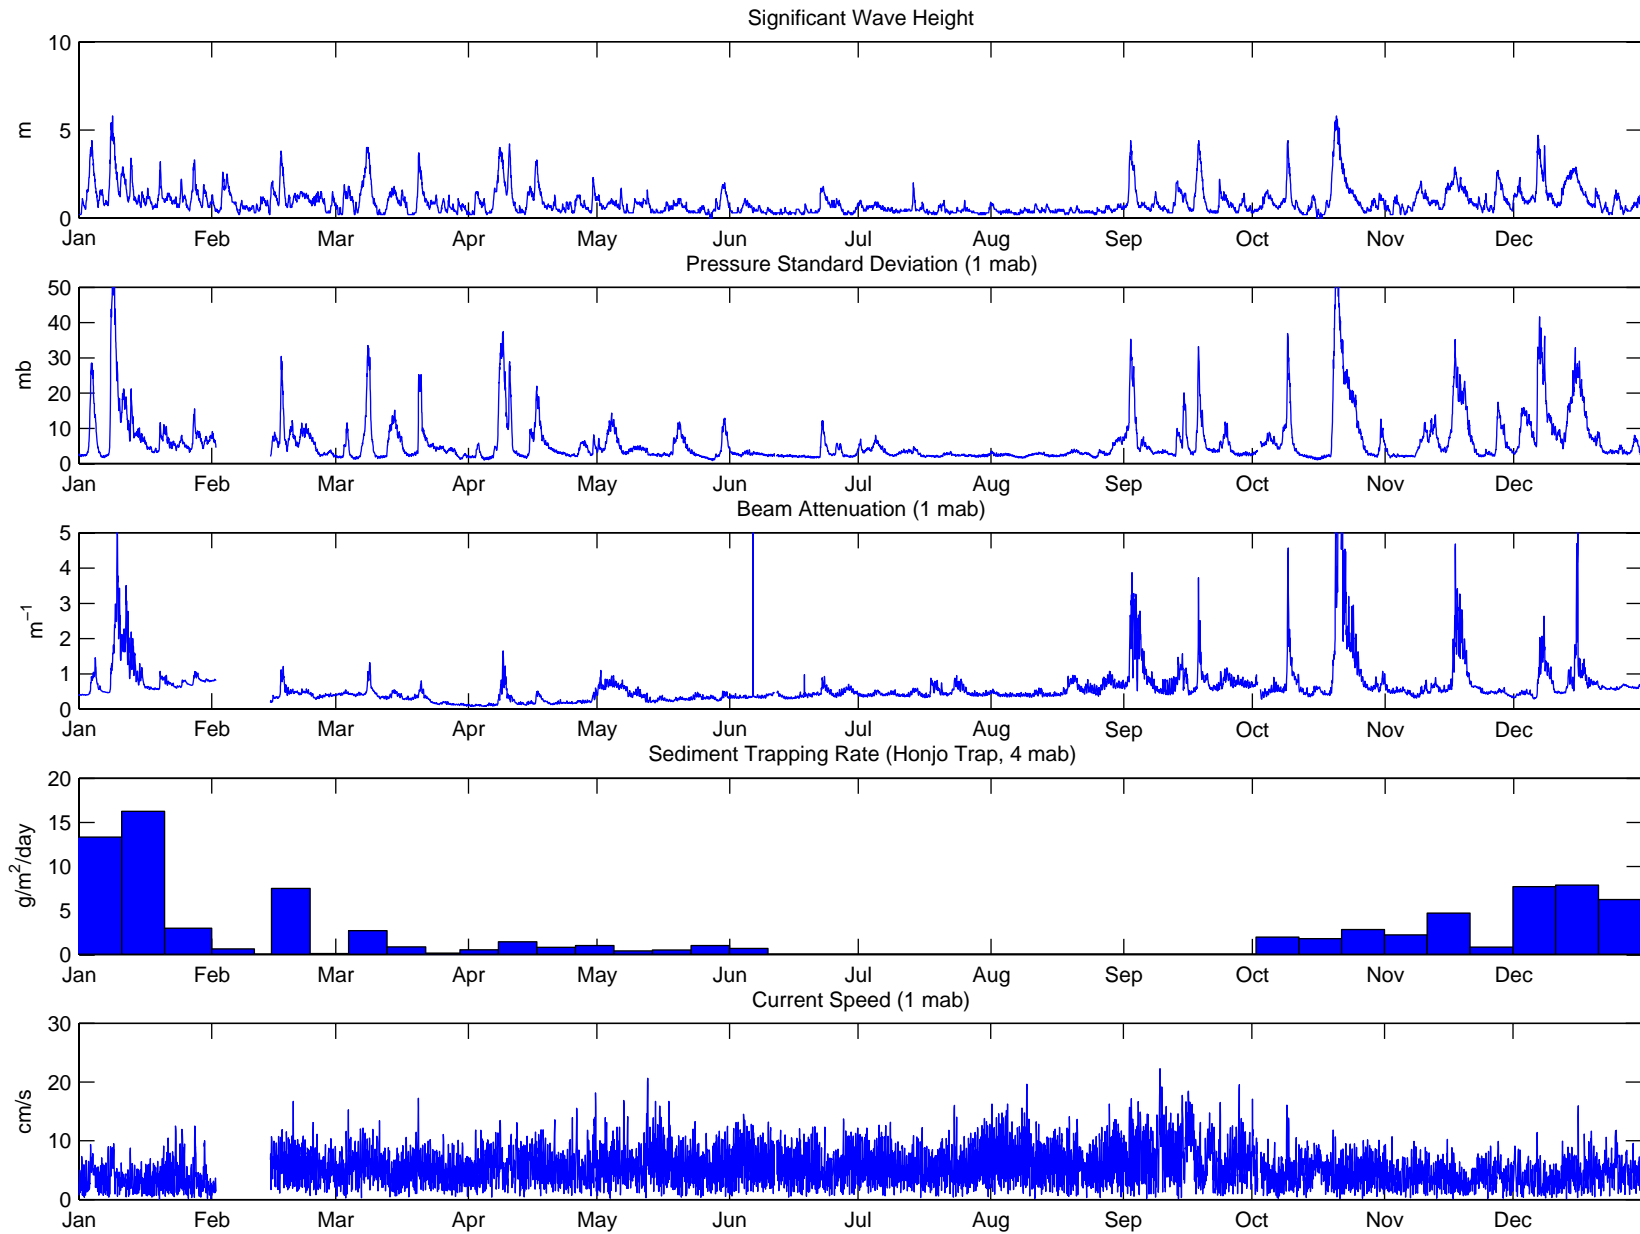 Significant Wave Height
10
5
0
m
Jan Feb Mar Apr May Jun Jul Aug Sep Oct Nov Dec
Pressure Standard Deviation (1 mab)
50
40
30
20
10
0
mb
Jan Feb Mar Apr May Jun Jul Aug Sep Oct Nov Dec
Beam Attenuation (1 mab)
5
4
3
2
1
0
m⁻¹
Jan Feb Mar Apr May Jun Jul Aug Sep Oct Nov Dec
Sediment Trapping Rate (Honjo Trap, 4 mab)
20
15
10
5
0
g/m²/day
Jan Feb Mar Apr May Jun Jul Aug Sep Oct Nov Dec
Current Speed (1 mab)
30
20
10
0
cm/s
Jan Feb Mar Apr May Jun Jul Aug Sep Oct Nov Dec